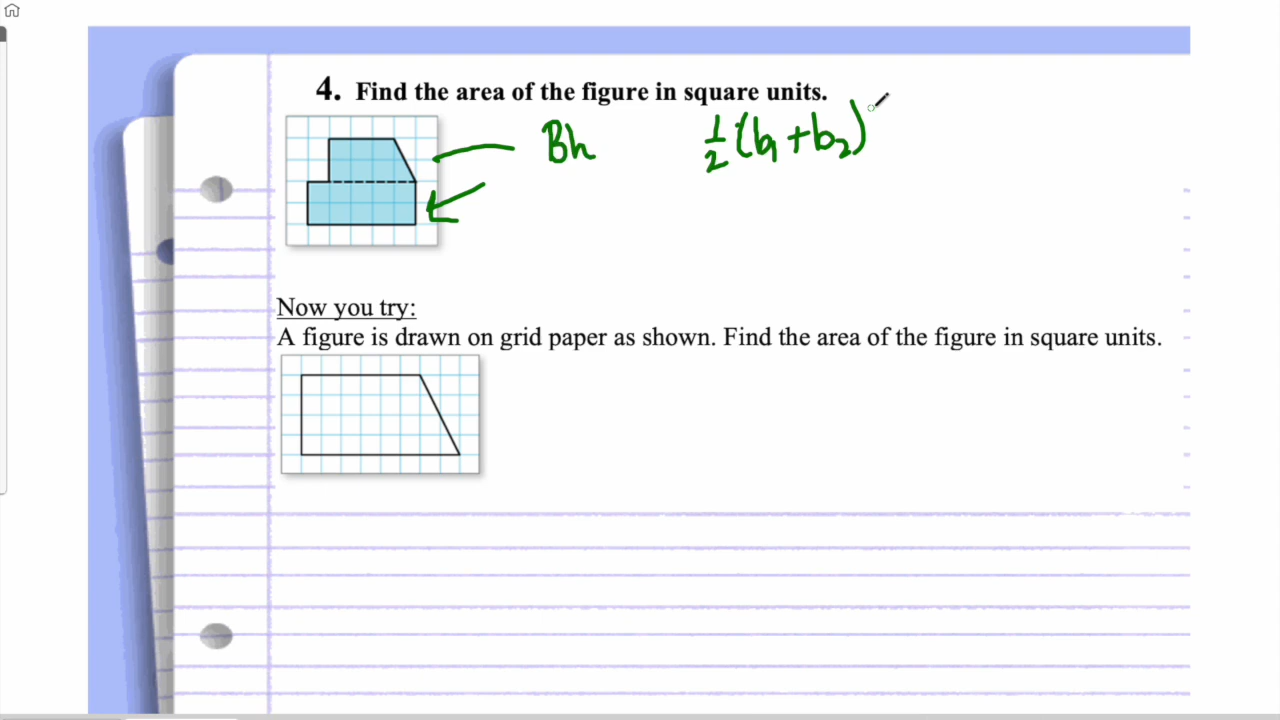 4. Find the area of the figure in square units.
Bh ½(b₁+b₂)
Now you try:
A figure is drawn on grid paper as shown. Find the area of the figure in square units.